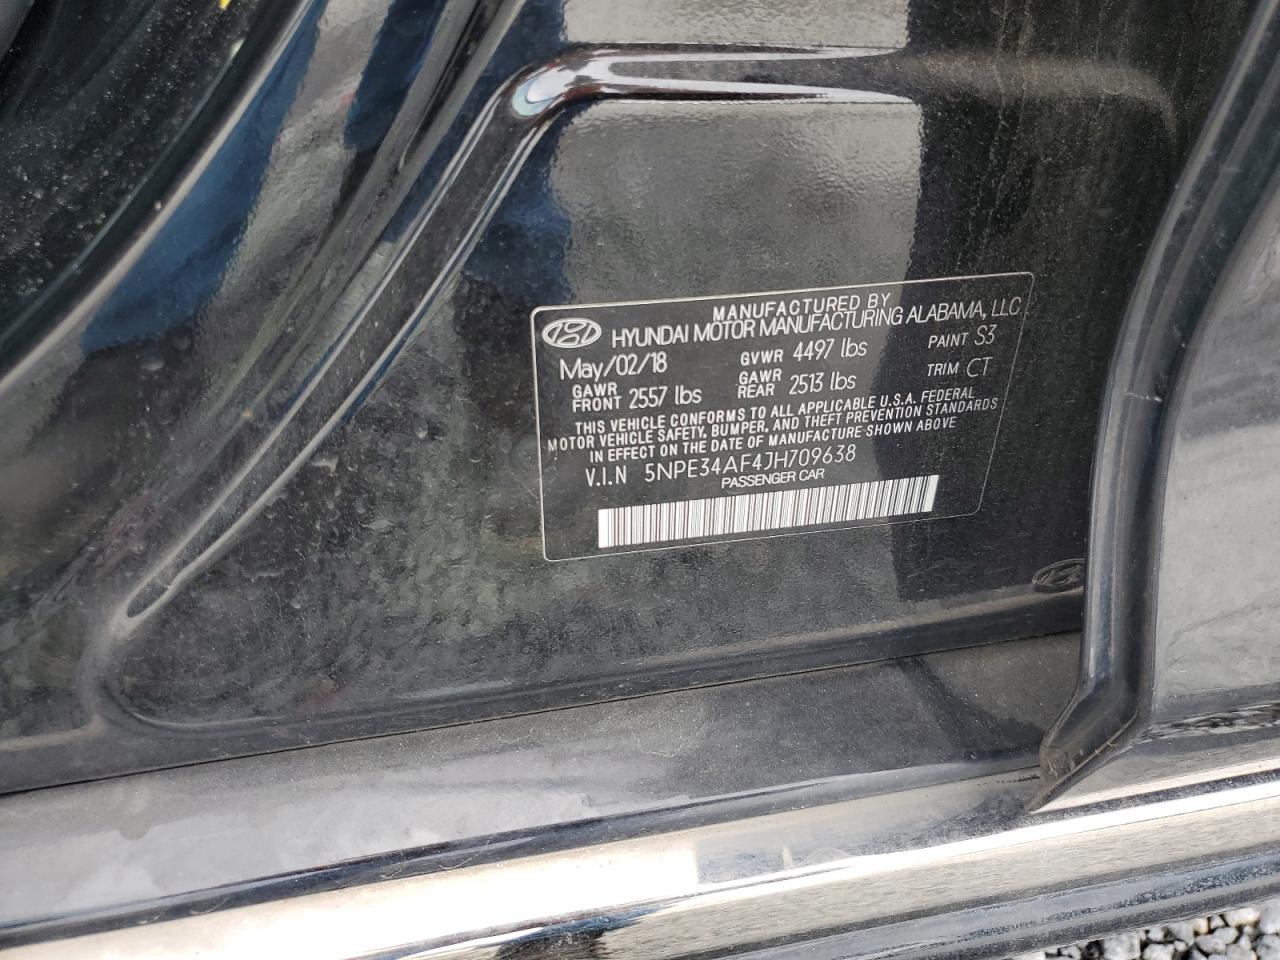 MANUFACTURED BY
HYUNDAI MOTOR MANUFACTURING ALABAMA, LLC
May/02/18 GVWR 4497 lbs PAINT S3
GAWR FRONT 2557 lbs GAWR REAR 2513 lbs TRIM CT
THIS VEHICLE CONFORMS TO ALL APPLICABLE U.S.A. FEDERAL
MOTOR VEHICLE SAFETY, BUMPER, AND THEFT PREVENTION STANDARDS
IN EFFECT ON THE DATE OF MANUFACTURE SHOWN ABOVE
V.I.N 5NPE34AF4JH709638
PASSENGER CAR